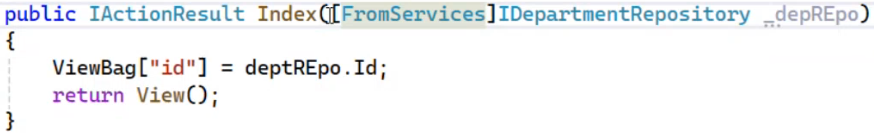 public IActionResult Index([FromServices]IDepartmentRepository _depREpo)
{
ViewBag["id"] = deptREpo.Id;
return View();
}